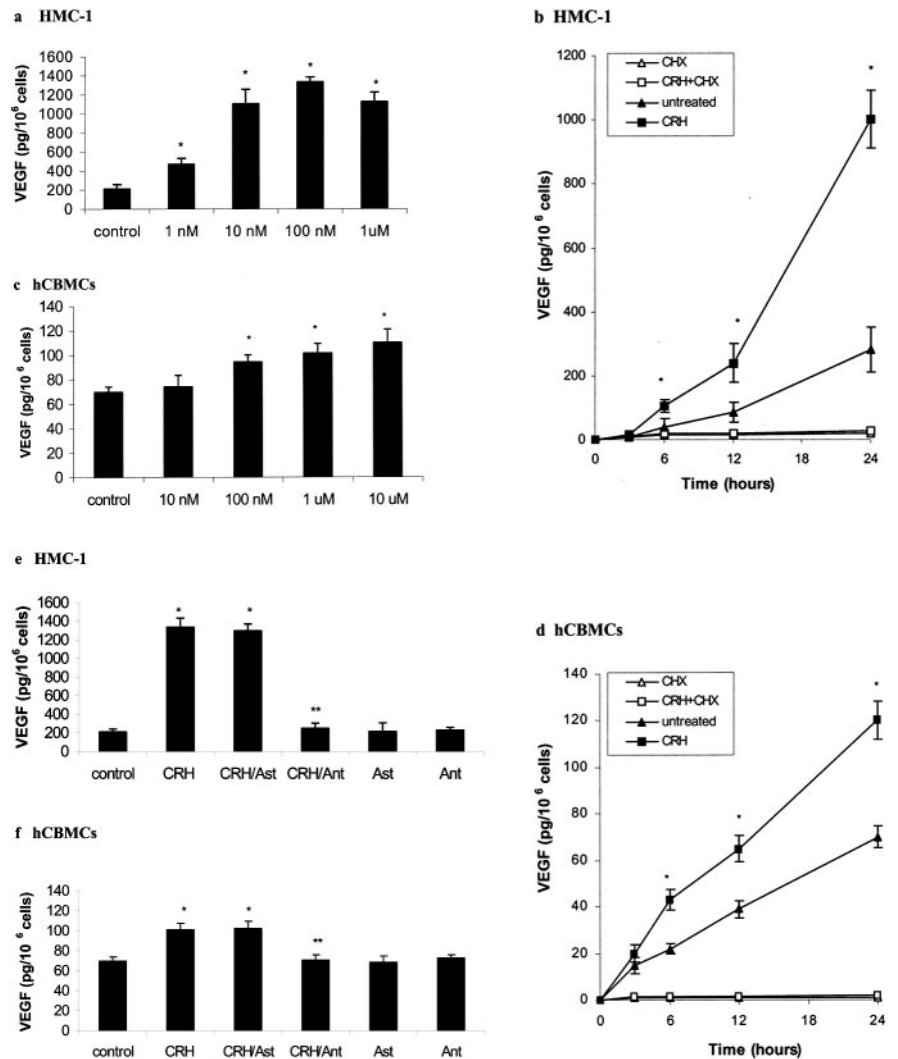 a HMC-1
VEGF (pg/10⁶ cells)
1600
1400
1200
1000
800
600
400
200
0
* * * *
control 1 nM 10 nM 100 nM 1uM
b HMC-1
CHX
CRH+CHX
untreated
CRH
VEGF (pg/10⁶ cells)
1200
1000
800
600
400
200
0
* * *
0 6 12 18 24
Time (hours)
c hCBMCs
VEGF (pg/10⁶ cells)
140
120
100
80
60
40
20
0
* * *
control 10 nM 100 nM 1 uM 10 uM
e HMC-1
VEGF (pg/10⁶ cells)
1600
1400
1200
1000
800
600
400
200
0
* * **
control CRH CRH/Ast CRH/Ant Ast Ant
d hCBMCs
CHX
CRH+CHX
untreated
CRH
VEGF (pg/10⁶ cells)
140
120
100
80
60
40
20
0
* * *
0 6 12 18 24
Time (hours)
f hCBMCs
VEGF (pg/10⁶ cells)
140
120
100
80
60
40
20
0
* * **
control CRH CRH/Ast CRH/Ant Ast Ant